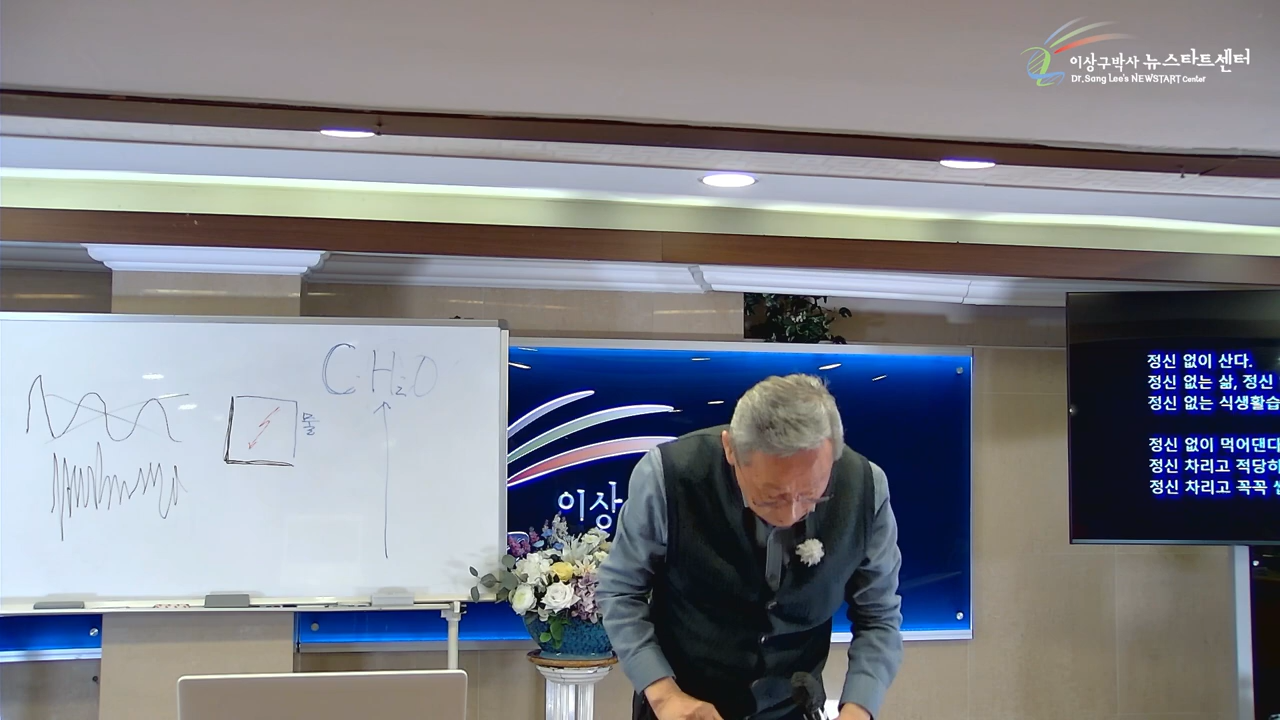 이상구박사 뉴스타트센터
Dr. Sang Lee's NEWSTART Center
C·H₂O
물
이상
정신 없이 산다.
정신 없는 삶, 정신
정신 없는 식생활습
정신 없이 먹어댄다
정신 차리고 적당히
정신 차리고 꼭꼭 씹